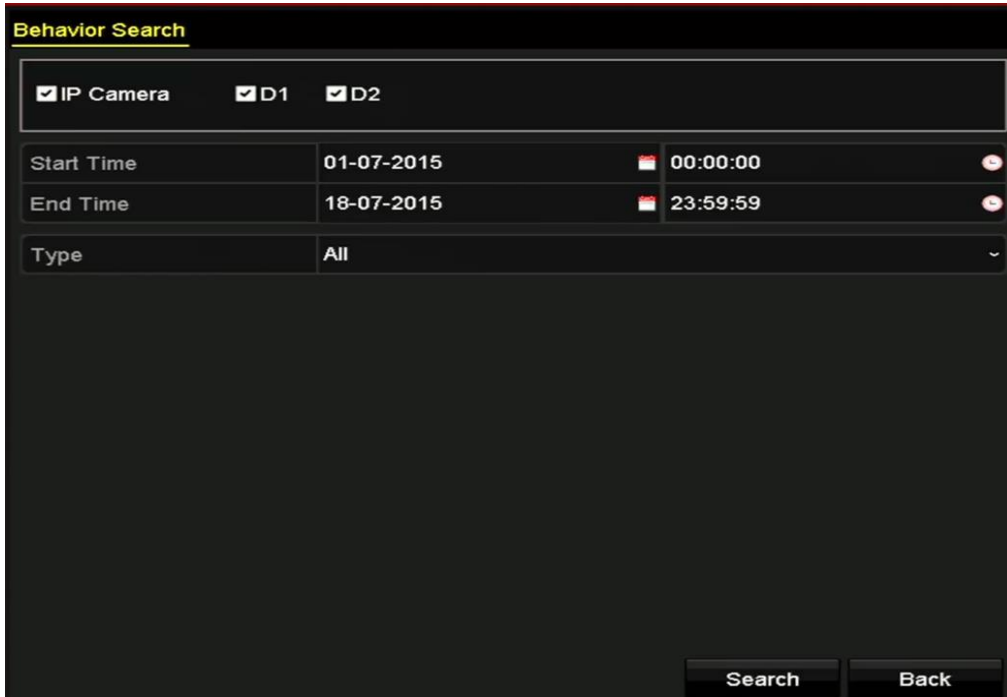 Behavior Search
IP Camera D1 D2
Start Time 01-07-2015 00:00:00
End Time 18-07-2015 23:59:59
Type All
Search Back